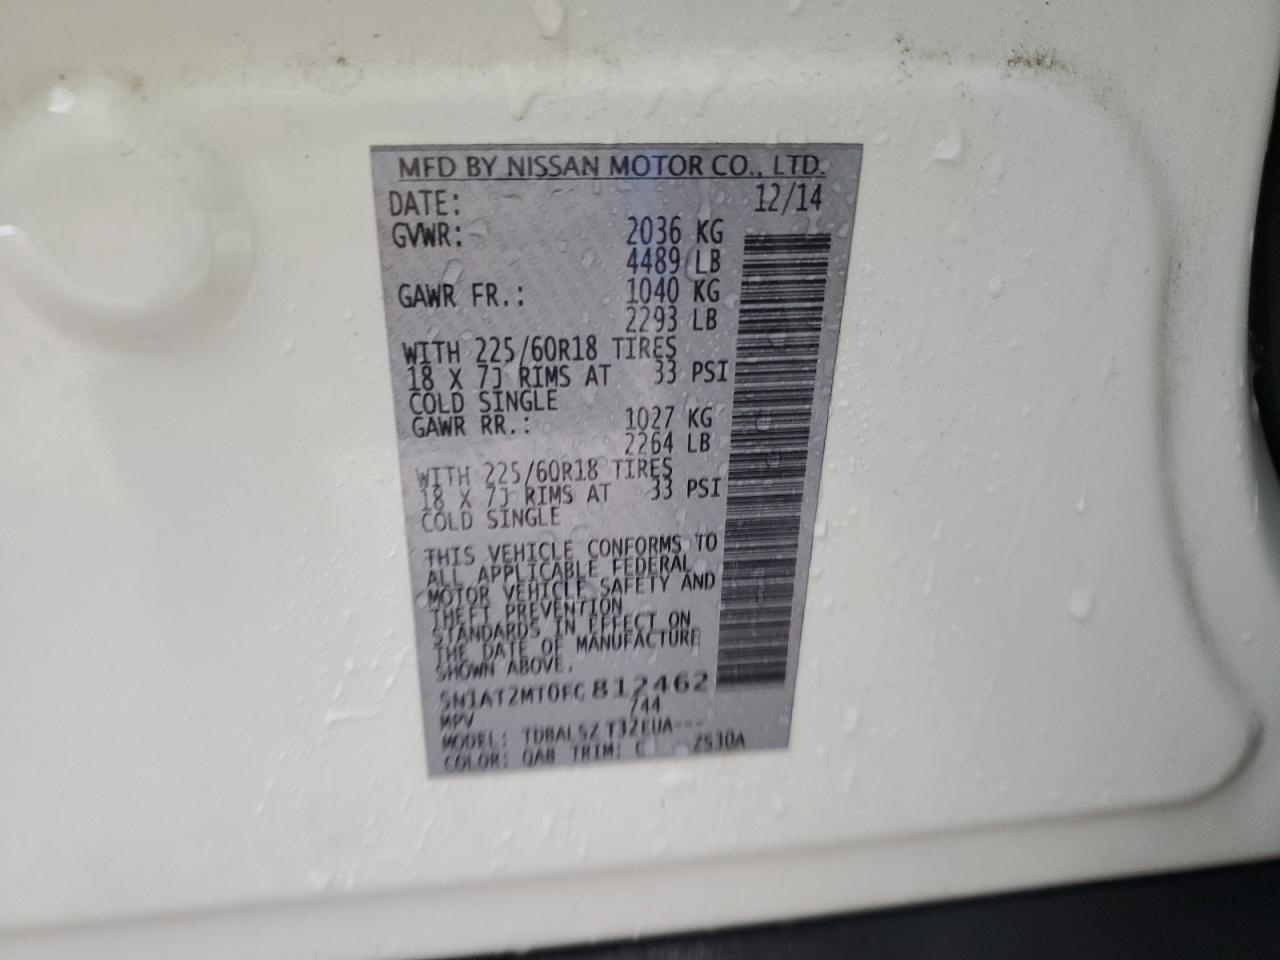 MFD BY NISSAN MOTOR CO., LTD.
DATE: 12/14
GVWR: 2036 KG
4489 LB
GAWR FR.: 1040 KG
2293 LB
WITH 225/60R18 TIRES
18 X 7J RIMS AT 33 PSI
COLD SINGLE
GAWR RR.: 1027 KG
2264 LB
WITH 225/60R18 TIRES
18 X 7J RIMS AT 33 PSI
COLD SINGLE
THIS VEHICLE CONFORMS TO
ALL APPLICABLE FEDERAL
MOTOR VEHICLE SAFETY AND
THEFT PREVENTION
STANDARDS IN EFFECT ON
THE DATE OF MANUFACTURE
SHOWN ABOVE.
5N1AT2MT0FC812462
MPV /44
MODEL: TDBALSZ T32EUA---
COLOR: QAB TRIM: C ZS30A